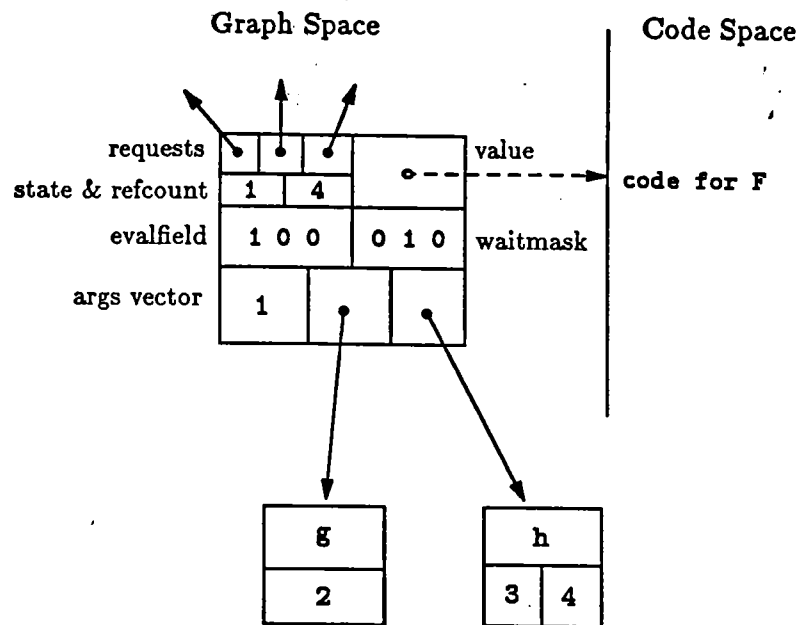 Graph Space Code Space
requests value
state & refcount 1 4 code for F
evalfield 1 0 0 0 1 0 waitmask
args vector 1
g h
2 3 4